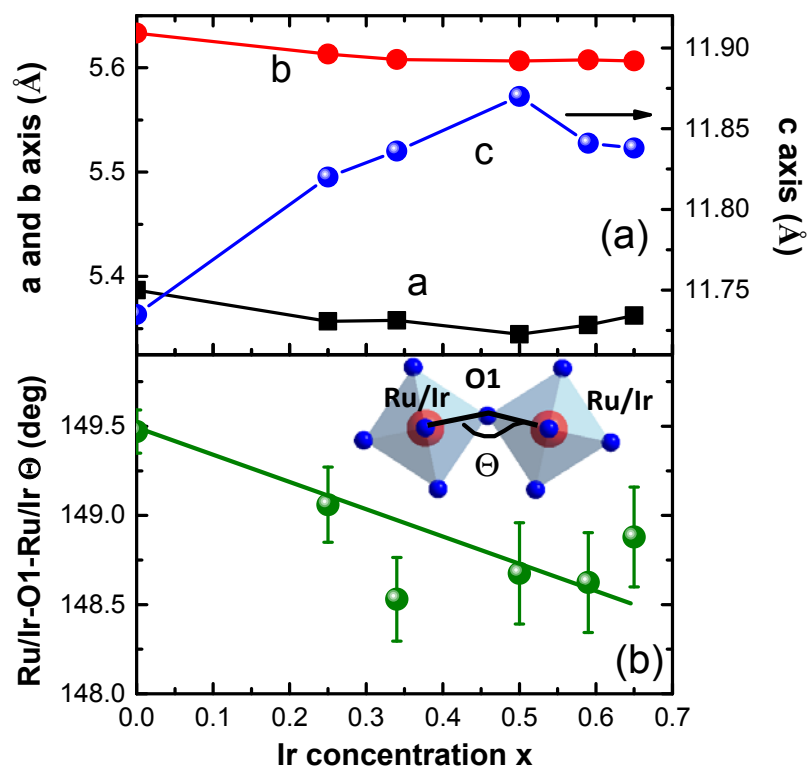 a and b axis (Å)
5.6
5.5
5.4
b
c
a
(a)
11.90
11.85
11.80
11.75
c axis
(Å)
Ru/Ir-O1-Ru/Ir Θ (deg)
149.5
149.0
148.5
148.0
O1
Ru/Ir
Ru/Ir
Θ
(b)
0.0 0.1 0.2 0.3 0.4 0.5 0.6 0.7
Ir concentration x